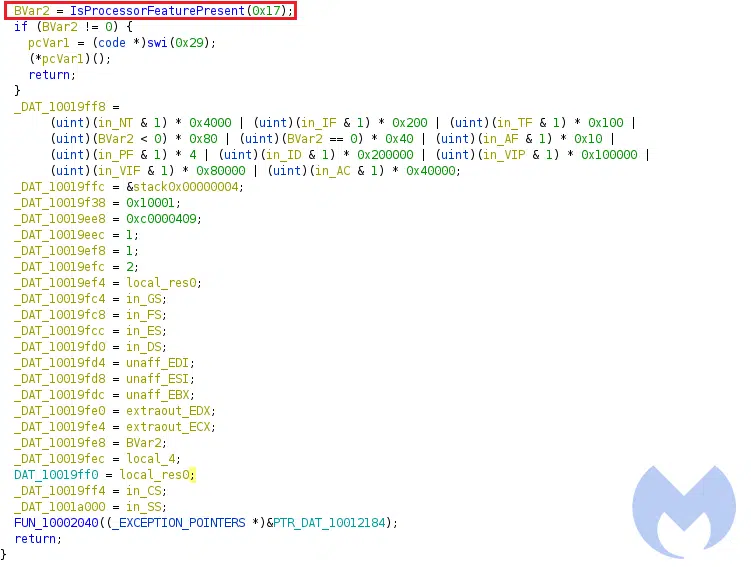 BVar2 = IsProcessorFeaturePresent(0x17);
if (BVar2 != 0) {
pcVar1 = (code *)swi(0x29);
(*pcVar1)();
return;
}
_DAT_10019ff8 =
(uint)(in_NT & 1) * 0x4000 | (uint)(in_IF & 1) * 0x200 | (uint)(in_TF & 1) * 0x100 |
(uint)(BVar2 < 0) * 0x80 | (uint)(BVar2 == 0) * 0x40 | (uint)(in_AF & 1) * 0x10 |
(uint)(in_PF & 1) * 4 | (uint)(in_ID & 1) * 0x200000 | (uint)(in_VIP & 1) * 0x100000 |
(uint)(in_VIF & 1) * 0x80000 | (uint)(in_AC & 1) * 0x40000;
_DAT_10019ffc = &stack0x00000004;
_DAT_10019f38 = 0x10001;
_DAT_10019ee8 = 0xc0000409;
_DAT_10019eec = 1;
_DAT_10019ef8 = 1;
_DAT_10019efc = 2;
_DAT_10019ef4 = local_res0;
_DAT_10019fc4 = in_GS;
_DAT_10019fc8 = in_FS;
_DAT_10019fcc = in_ES;
_DAT_10019fd0 = in_DS;
_DAT_10019fd4 = unaff_EDI;
_DAT_10019fd8 = unaff_ESI;
_DAT_10019fdc = unaff_EBX;
_DAT_10019fe0 = extraout_EDX;
_DAT_10019fe4 = extraout_ECX;
_DAT_10019fe8 = BVar2;
_DAT_10019fec = local_4;
DAT_10019ff0 = local_res0;
_DAT_10019ff4 = in_CS;
_DAT_1001a000 = in_SS;
FUN_10002040((_EXCEPTION_POINTERS *)&PTR_DAT_10012184);
return;
}